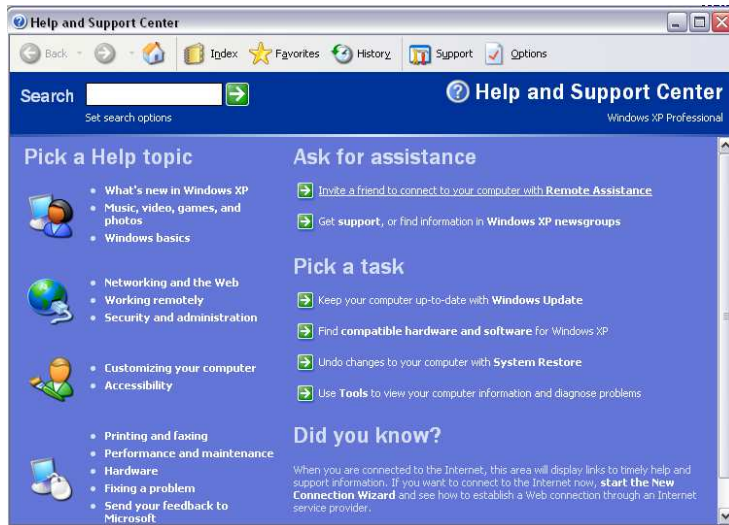 Help and Support Center
Back
Index
Favorites
History
Support
Options
Search
Set search options
Help and Support Center
Windows XP Professional
Pick a Help topic
What's new in Windows XP
Music, video, games, and
photos
Windows basics
Networking and the Web
Working remotely
Security and administration
Customizing your computer
Accessibility
Printing and faxing
Performance and maintenance
Hardware
Fixing a problem
Send your feedback to
Microsoft
Ask for assistance
Invite a friend to connect to your computer with Remote Assistance
Get support, or find information in Windows XP newsgroups
Pick a task
Keep your computer up-to-date with Windows Update
Find compatible hardware and software for Windows XP
Undo changes to your computer with System Restore
Use Tools to view your computer information and diagnose problems
Did you know?
When you are connected to the Internet, this area will display links to timely help and
support information. If you want to connect to the Internet now, start the New
Connection Wizard and see how to establish a Web connection through an Internet
service provider.